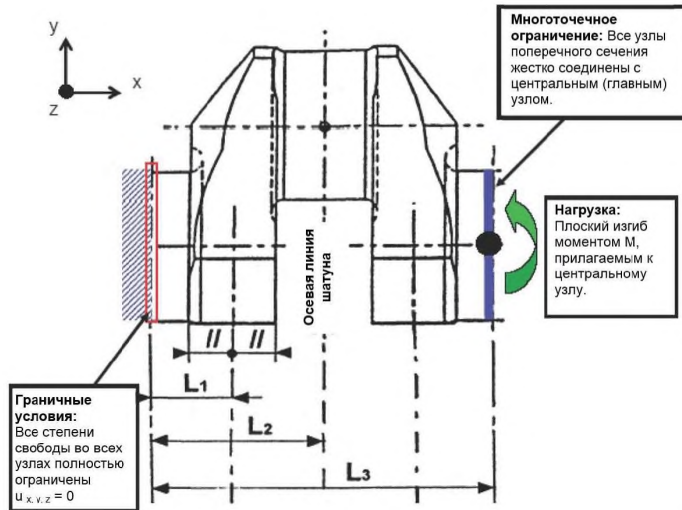 y
x
z
Многоточечное
ограничение: Все узлы
поперечного сечения
жестко соединены с
центральным (главным)
узлом.
Нагрузка:
Плоский изгиб
моментом М,
прилагаемым к
центральному
узлу.
Осевая линия
шатуна
//
//
L1
L2
L3
Граничные
условия:
Все степени
свободы во всех
узлах полностью
ограничены
u x, y, z = 0